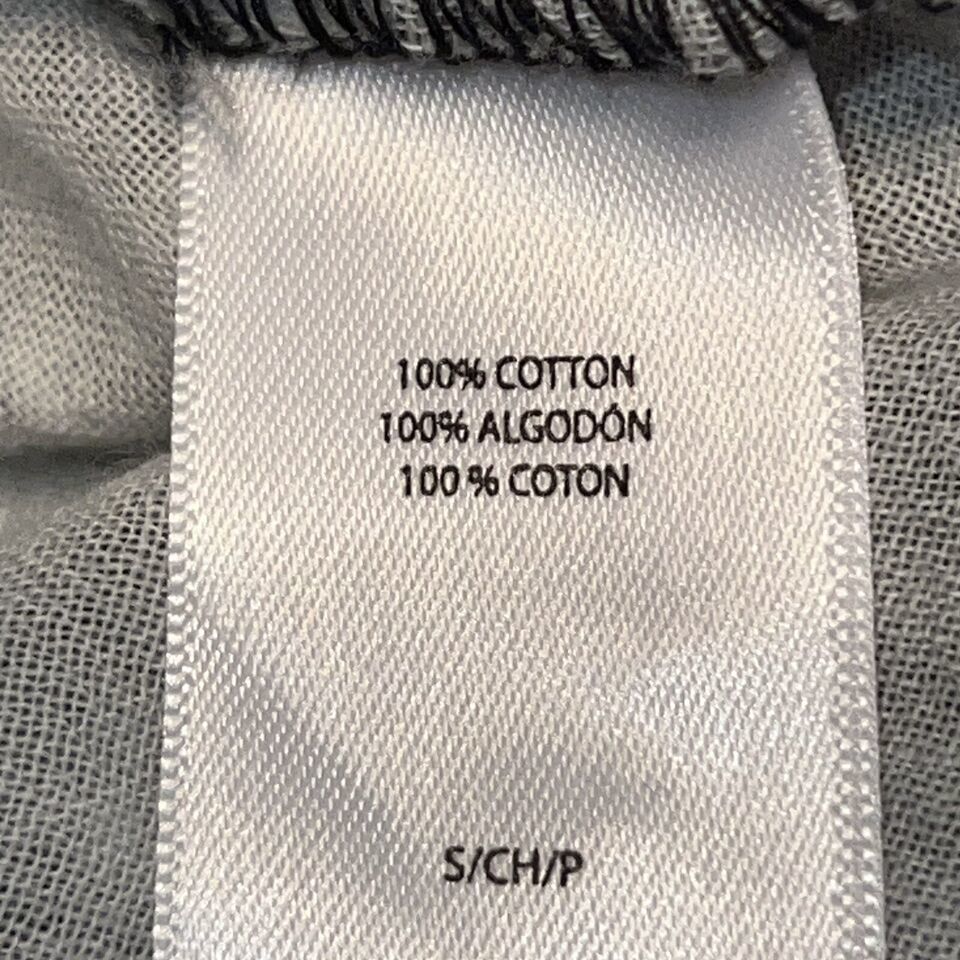 100% COTTON
100% ALGODÓN
100 % COTON
S/CH/P